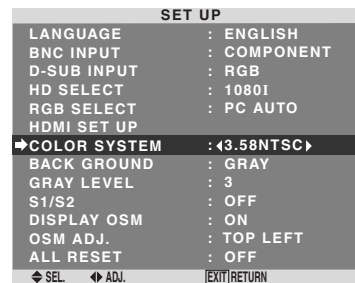 SET UP
LANGUAGE : ENGLISH
BNC INPUT : COMPONENT
D-SUB INPUT : RGB
HD SELECT : 1080I
RGB SELECT : PC AUTO
HDMI SET UP
COLOR SYSTEM : 3.58NTSC
BACK GROUND : GRAY
GRAY LEVEL : 3
S1/S2 : OFF
DISPLAY OSM : ON
OSM ADJ. : TOP LEFT
ALL RESET : OFF
SEL. ADJ. EXIT RETURN